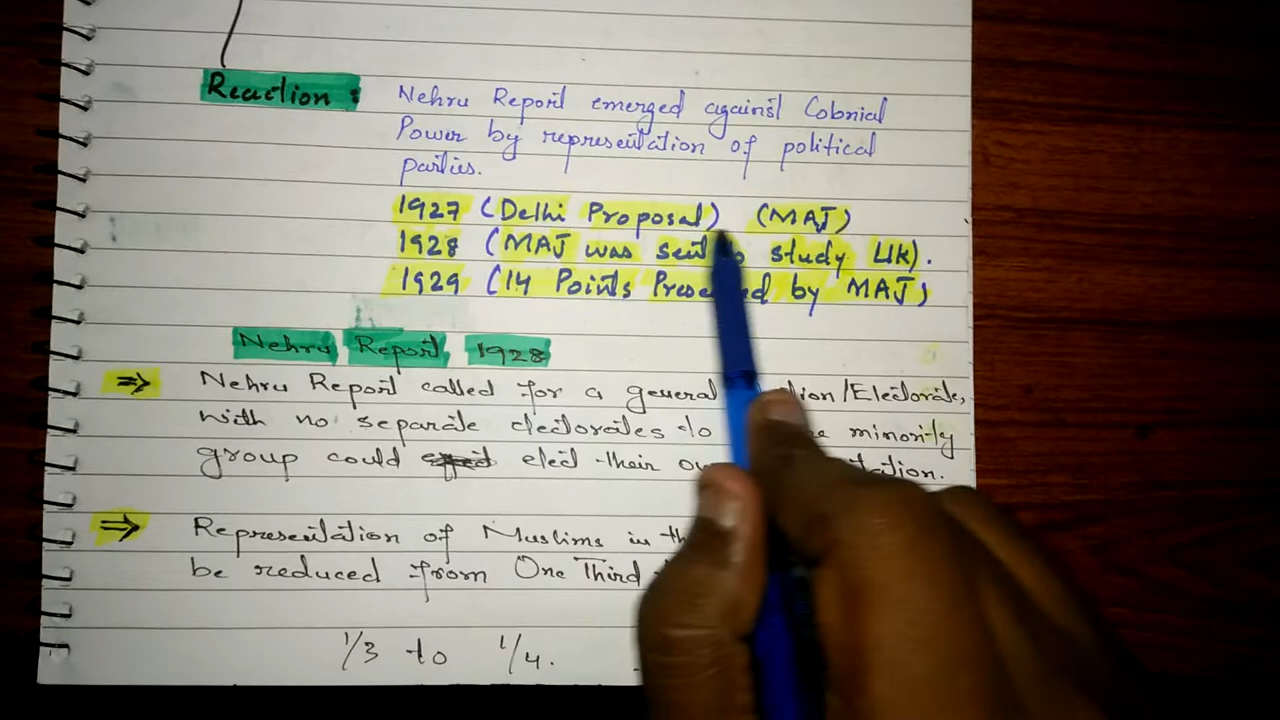 Reaction : Nehru Report emerged against Colonial
Power by representation of political
parties.
1927 (Delhi Proposal) (MAJ)
1928 (MAJ was sent study UK).
1929 (14 Points by MAJ)
Nehru Report 1928
⇒ Nehru Report called for a general /Electorate,
with no separate electorates to minority
group could elect their
⇒ Representation of Muslims in
be reduced from One Third
1/3 to 1/4.